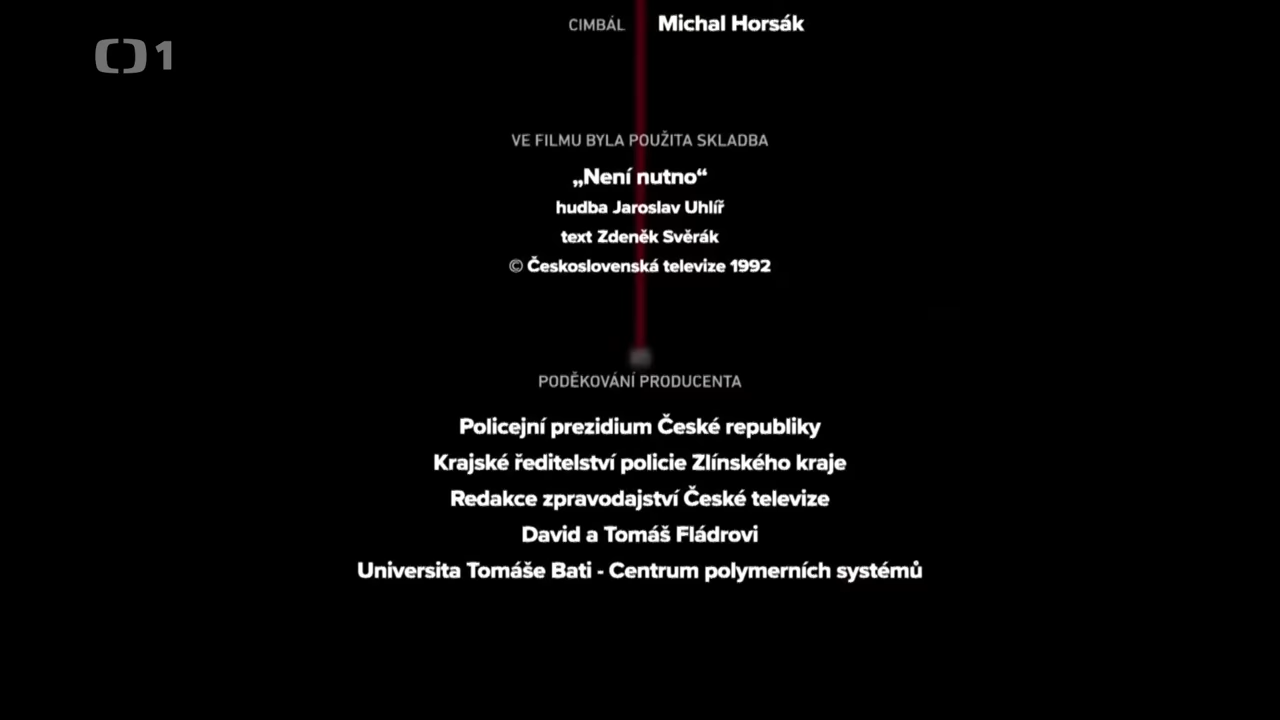 CIMBÁL Michal Horsák
ČT 1
VE FILMU BYLA POUŽITA SKLADBA
„Není nutno“
hudba Jaroslav Uhlíř
text Zdeněk Svěrák
© Československá televize 1992
PODĚKOVÁNÍ PRODUCENTA
Policejní prezidium České republiky
Krajské ředitelství policie Zlínského kraje
Redakce zpravodajství České televize
David a Tomáš Fládrovi
Universita Tomáše Bati - Centrum polymerních systémů